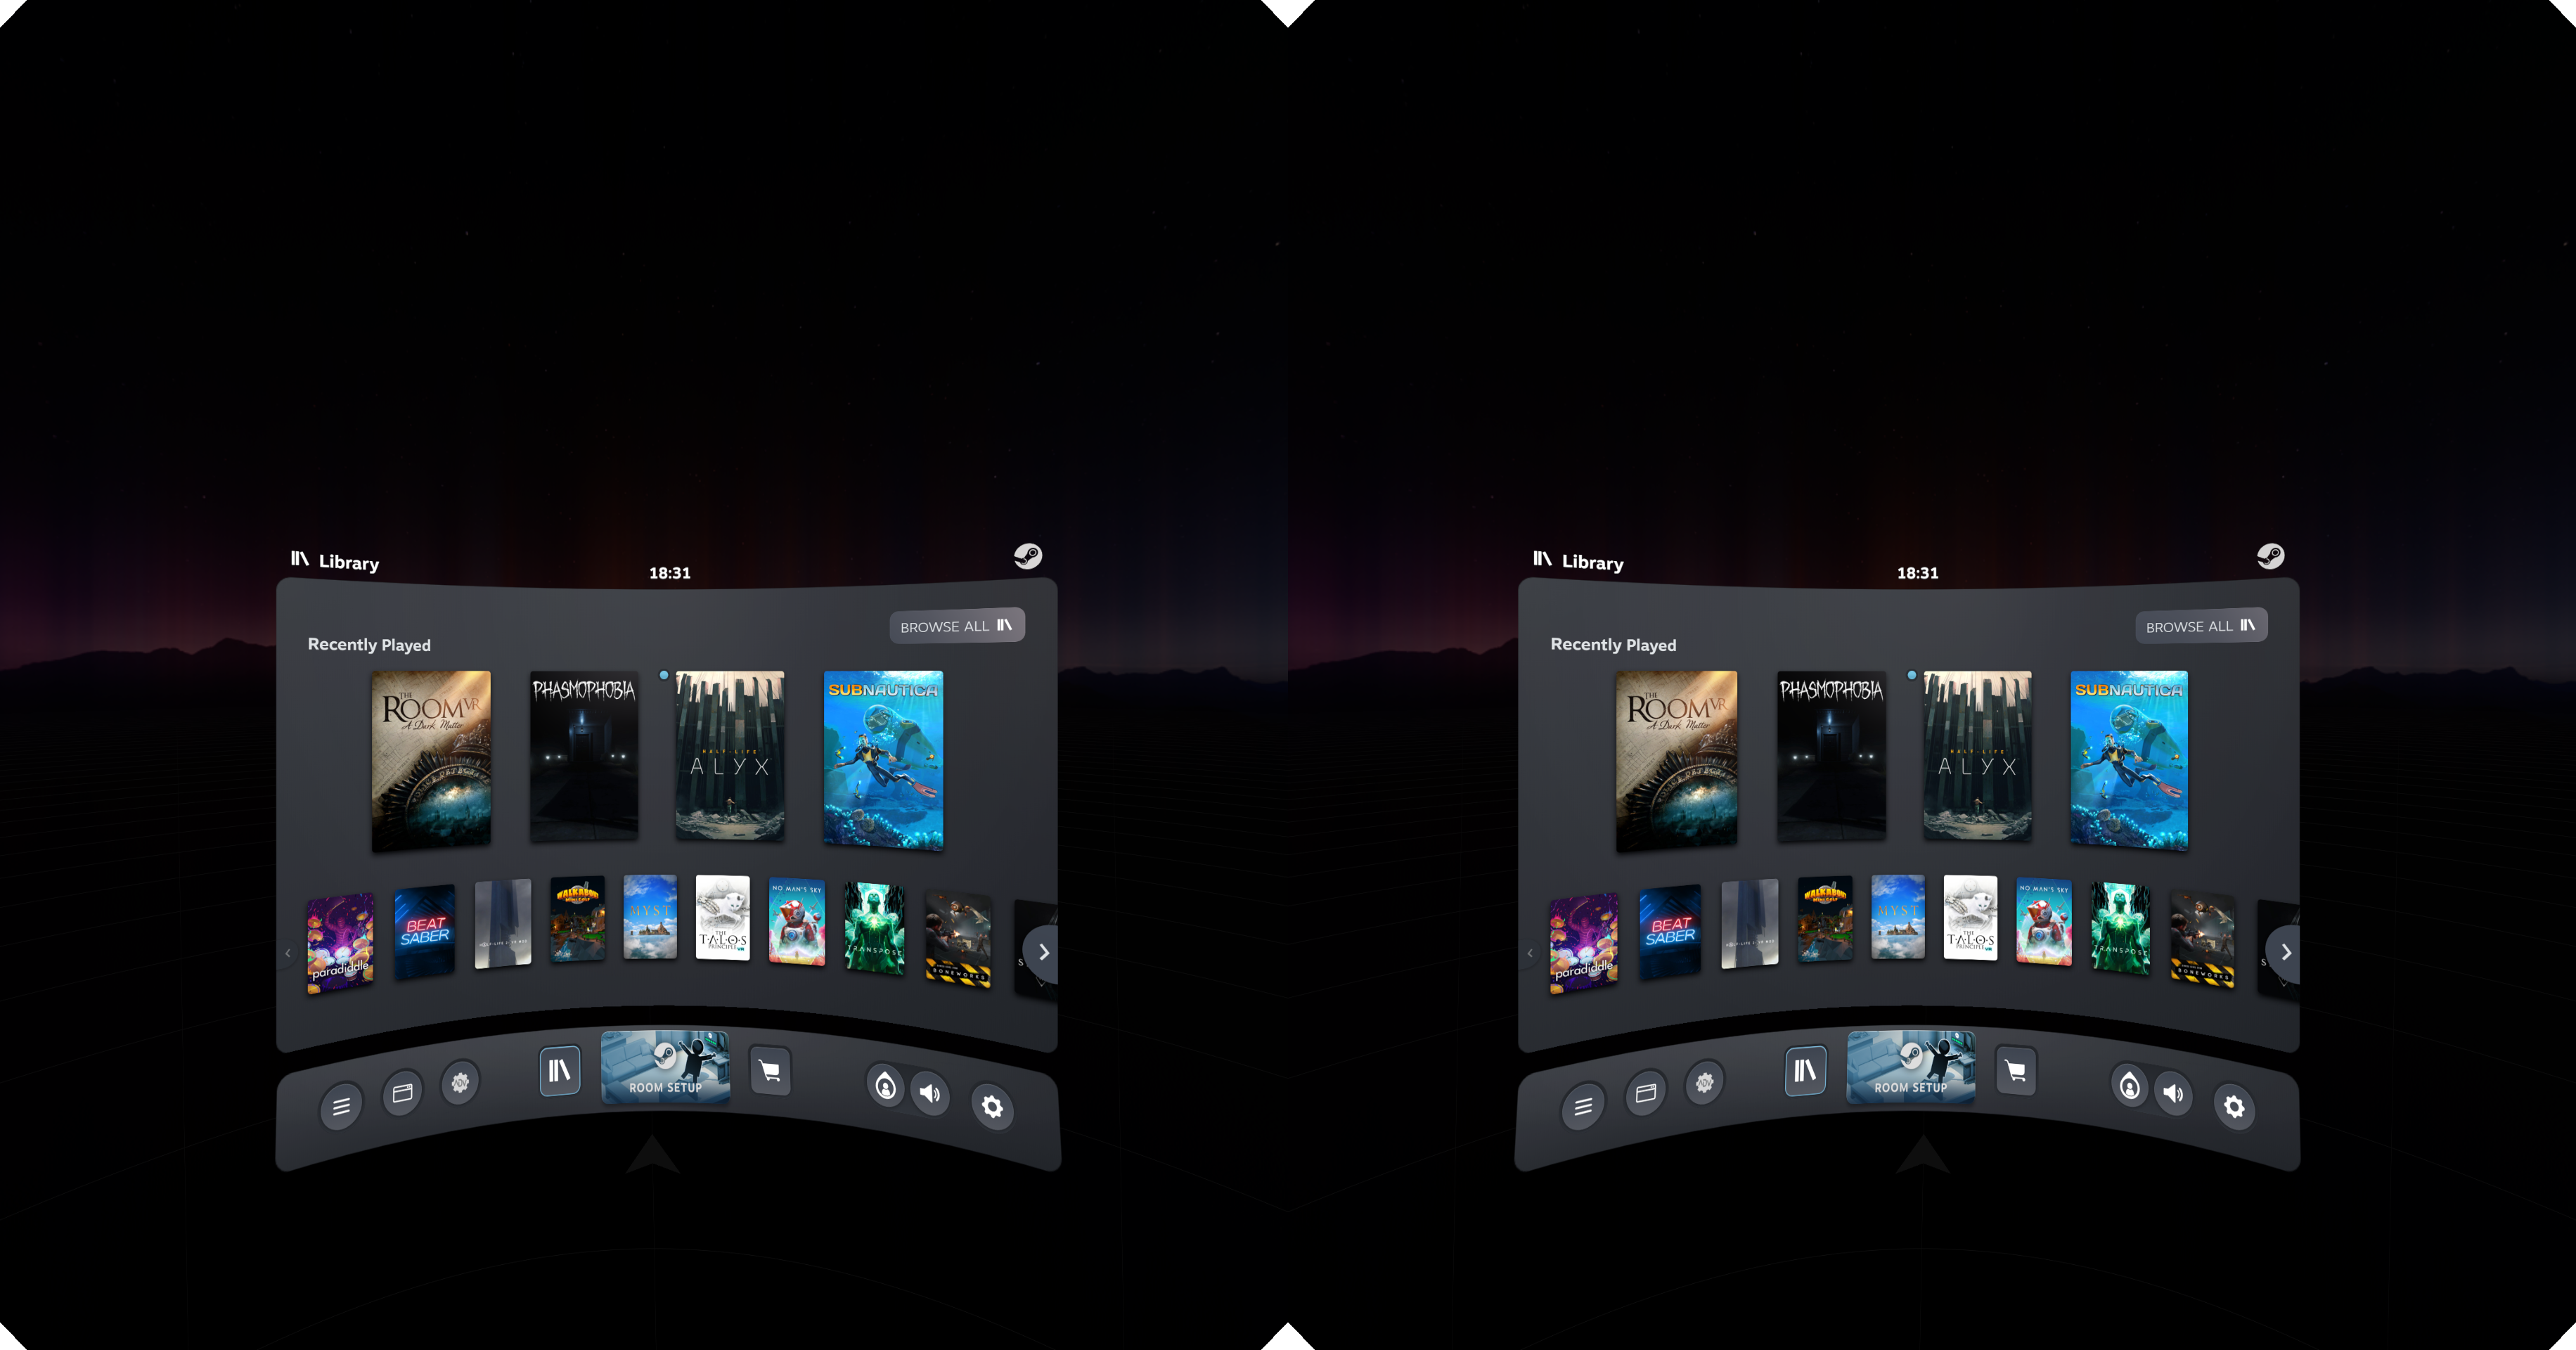 Library
18:31
BROWSE ALL
Recently Played
THE
ROOM VR
A Dark Matter
PHASMOPHOBIA
HALF-LIFE
ALYX
SUBNAUTICA
paradiddle
BEAT
SABER
WALKABOUT
MINI GOLF
MYST
THE
TALOS
PRINCIPLE VR
NO MAN'S SKY
TRANSPOSE
BONEWORKS
S
ROOM SETUP
Library
18:31
BROWSE ALL
Recently Played
THE
ROOM VR
A Dark Matter
PHASMOPHOBIA
HALF-LIFE
ALYX
SUBNAUTICA
paradiddle
BEAT
SABER
WALKABOUT
MINI GOLF
MYST
THE
TALOS
PRINCIPLE VR
NO MAN'S SKY
TRANSPOSE
BONEWORKS
S
ROOM SETUP